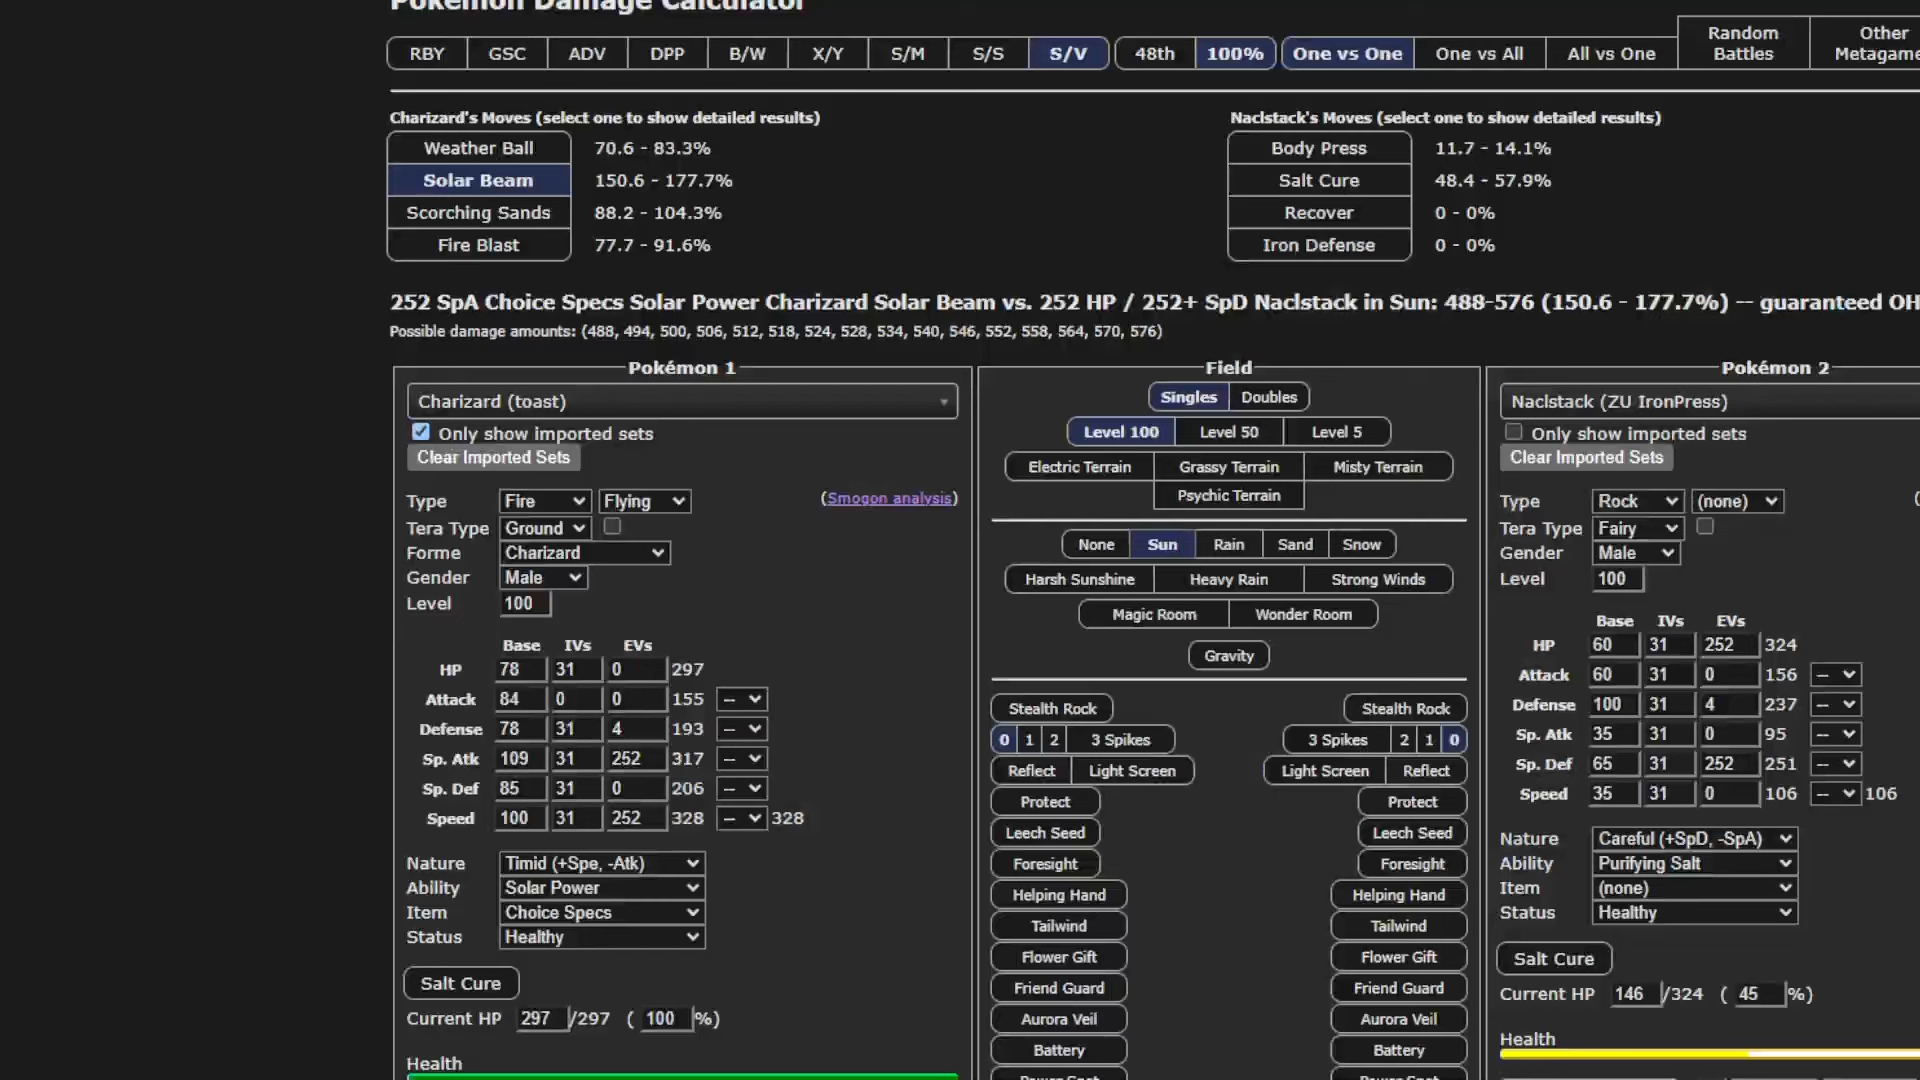 Pokémon Damage Calculator
RBY GSC ADV DPP B/W X/Y S/M S/S S/V 48th 100% One vs One One vs All All vs One Random Battles Other
Charizard's Moves (select one to show detailed results) Naclstack's Moves (select one to show detailed results)
Weather Ball 70.6 - 83.3% Body Press 11.7 - 14.1%
Solar Beam 150.6 - 177.7% Salt Cure 48.4 - 57.9%
Scorching Sands 88.2 - 104.3% Recover 0 - 0%
Fire Blast 77.7 - 91.6% Iron Defense 0 - 0%
252 SpA Choice Specs Solar Power Charizard Solar Beam vs. 252 HP / 252+ SpD Naclstack in Sun: 488-576 (150.6 - 177.7%) -- guaranteed OH
Possible damage amounts: (488, 494, 500, 506, 512, 518, 524, 528, 534, 540, 546, 552, 558, 564, 570, 576)
Pokémon 1
Charizard (toast)
Only show imported sets
Clear Imported Sets
Type Fire Flying (Smogon analysis)
Tera Type Ground
Forme Charizard
Gender Male
Level 100
Base IVs EVs
HP 78 31 0 297
Attack 84 0 0 155 --
Defense 78 31 4 193 --
Sp. Atk 109 31 252 317 --
Sp. Def 85 31 0 206 --
Speed 100 31 252 328 -- 328
Nature Timid (+Spe, -Atk)
Ability Solar Power
Item Choice Specs
Status Healthy
Salt Cure
Current HP 297 /297 ( 100 %)
Health
Field
Singles Doubles
Level 100 Level 50 Level 5
Electric Terrain Grassy Terrain Misty Terrain
Psychic Terrain
None Sun Rain Sand Snow
Harsh Sunshine Heavy Rain Strong Winds
Magic Room Wonder Room
Gravity
Stealth Rock Stealth Rock
0 1 2 3 Spikes 3 Spikes 2 1 0
Reflect Light Screen Light Screen Reflect
Protect Protect
Leech Seed Leech Seed
Foresight Foresight
Helping Hand Helping Hand
Tailwind Tailwind
Flower Gift Flower Gift
Friend Guard Friend Guard
Aurora Veil Aurora Veil
Battery Battery
Pokémon 2
Naclstack (ZU IronPress)
Only show imported sets
Clear Imported Sets
Type Rock (none) (
Tera Type Fairy
Gender Male
Level 100
Base IVs EVs
HP 60 31 252 324
Attack 60 31 0 156 --
Defense 100 31 4 237 --
Sp. Atk 35 31 0 95 --
Sp. Def 65 31 252 251 --
Speed 35 31 0 106 -- 106
Nature Careful (+SpD, -SpA)
Ability Purifying Salt
Item (none)
Status Healthy
Salt Cure
Current HP 146 /324 ( 45 %)
Health